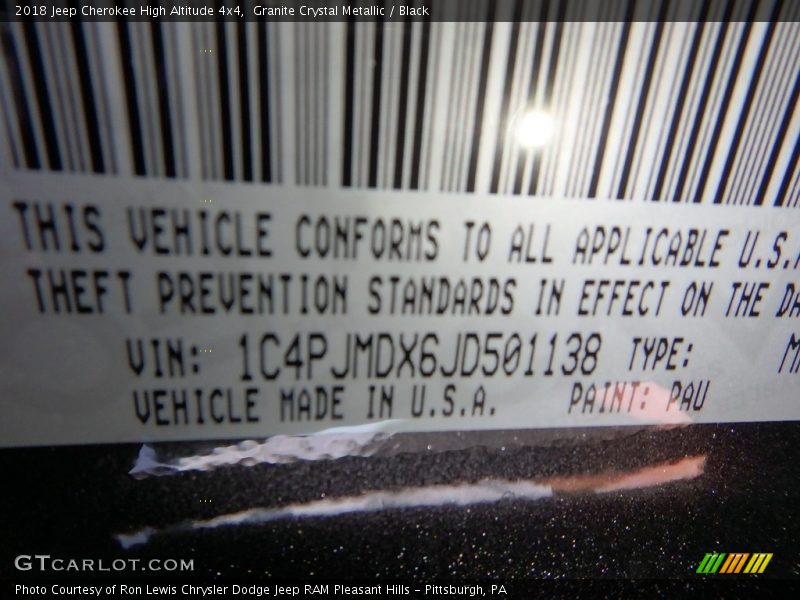 2018 Jeep Cherokee High Altitude 4x4,  Granite Crystal Metallic / Black
THIS VEHICLE CONFORMS TO ALL APPLICABLE U.S.
THEFT PREVENTION STANDARDS IN EFFECT ON THE
VIN: 1C4PJMDX6JD501138 TYPE:
VEHICLE MADE IN U.S.A. PAINT: PAU
GTCARLOT.COM
Photo Courtesy of Ron Lewis Chrysler Dodge Jeep RAM Pleasant Hills - Pittsburgh, PA